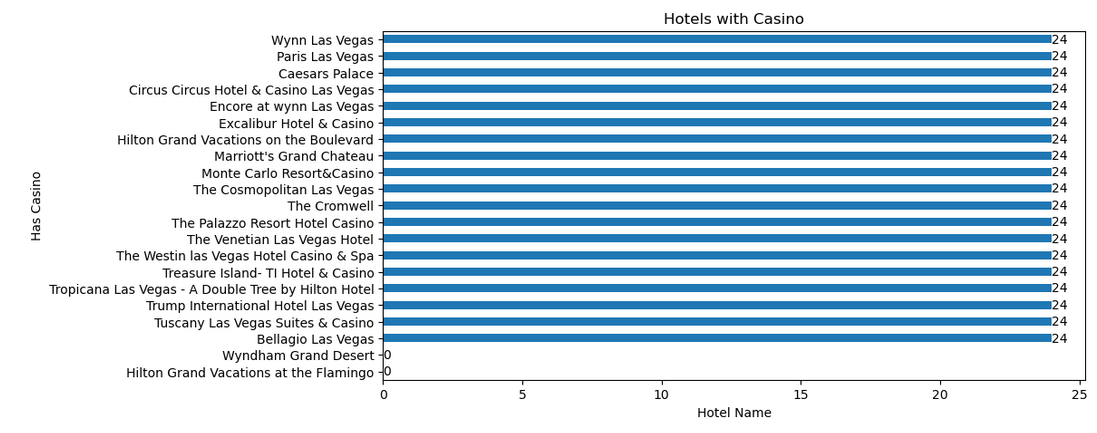 Hotels with Casino
Wynn Las Vegas 24
Paris Las Vegas 24
Caesars Palace 24
Circus Circus Hotel & Casino Las Vegas 24
Encore at wynn Las Vegas 24
Excalibur Hotel & Casino 24
Hilton Grand Vacations on the Boulevard 24
Marriott's Grand Chateau 24
Monte Carlo Resort&Casino 24
The Cosmopolitan Las Vegas 24
The Cromwell 24
The Palazzo Resort Hotel Casino 24
The Venetian Las Vegas Hotel 24
The Westin las Vegas Hotel Casino & Spa 24
Treasure Island- TI Hotel & Casino 24
Tropicana Las Vegas - A Double Tree by Hilton Hotel 24
Trump International Hotel Las Vegas 24
Tuscany Las Vegas Suites & Casino 24
Bellagio Las Vegas 24
Wyndham Grand Desert 0
Hilton Grand Vacations at the Flamingo 0
Has Casino
0 5 10 15 20 25
Hotel Name